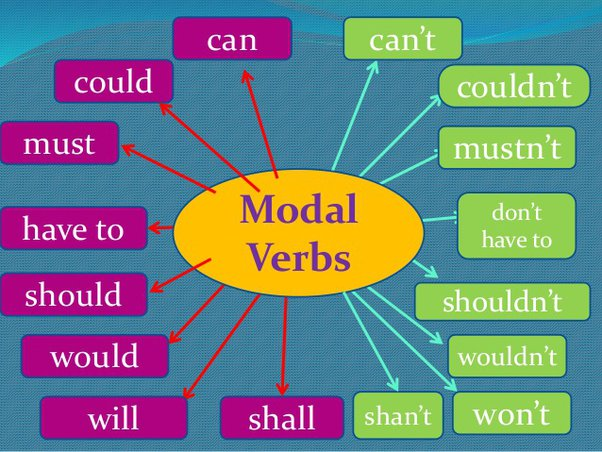 can
can't
could
couldn't
must
mustn't
Modal
Verbs
have to
don't
have to
should
shouldn't
would
wouldn't
will
shall
shan't
won't